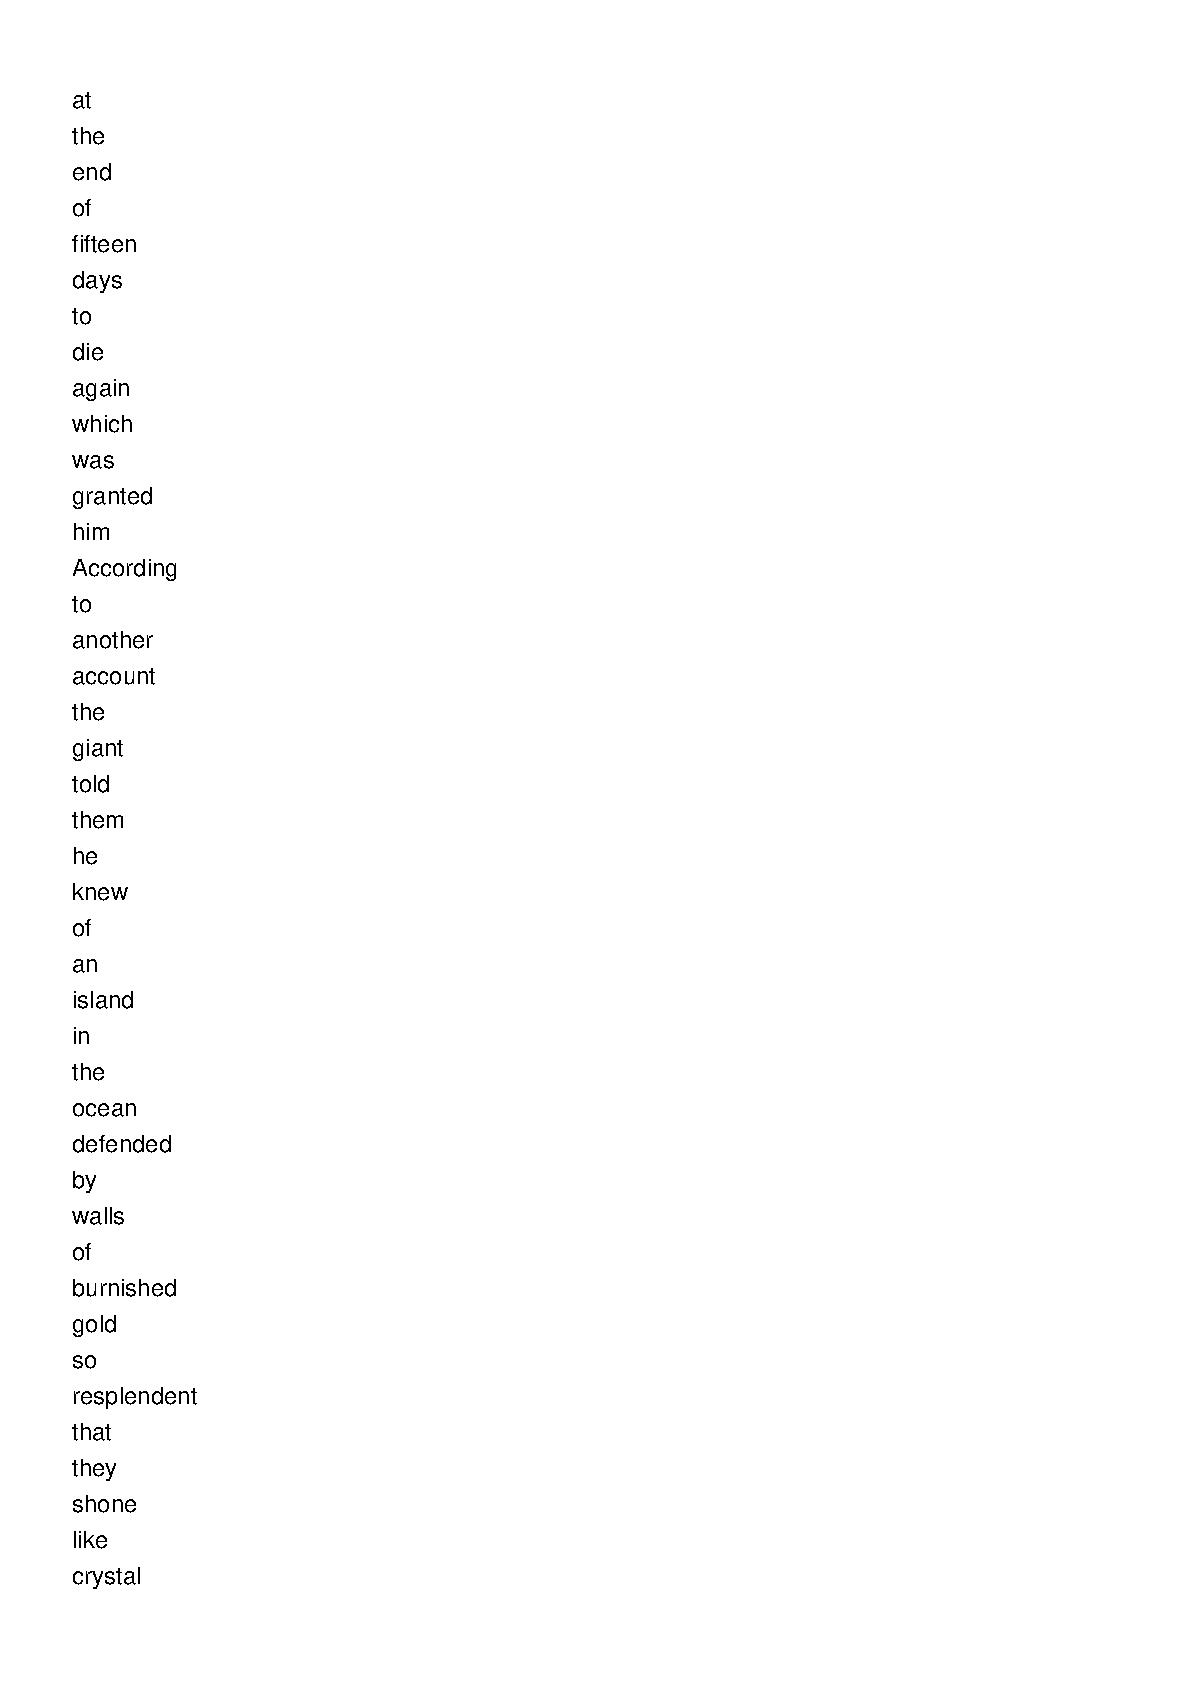 at
the
end
of
fifteen
days
to
die
again
which
was
granted
him
According
to
another
account
the
giant
told
them
he
knew
of
an
island
in
the
ocean
defended
by
walls
of
burnished
gold
so
resplendent
that
they
shone
like
crystal